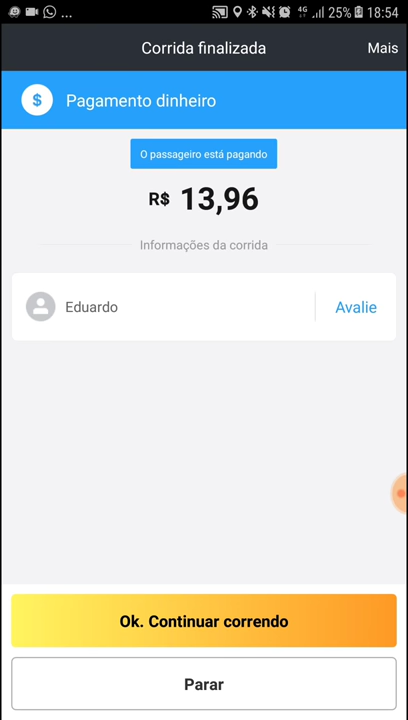 ... 4G 25% 18:54
Corrida finalizada Mais
$ Pagamento dinheiro
O passageiro está pagando
R$ 13,96
Informações da corrida
Eduardo Avalie
Ok. Continuar correndo
Parar